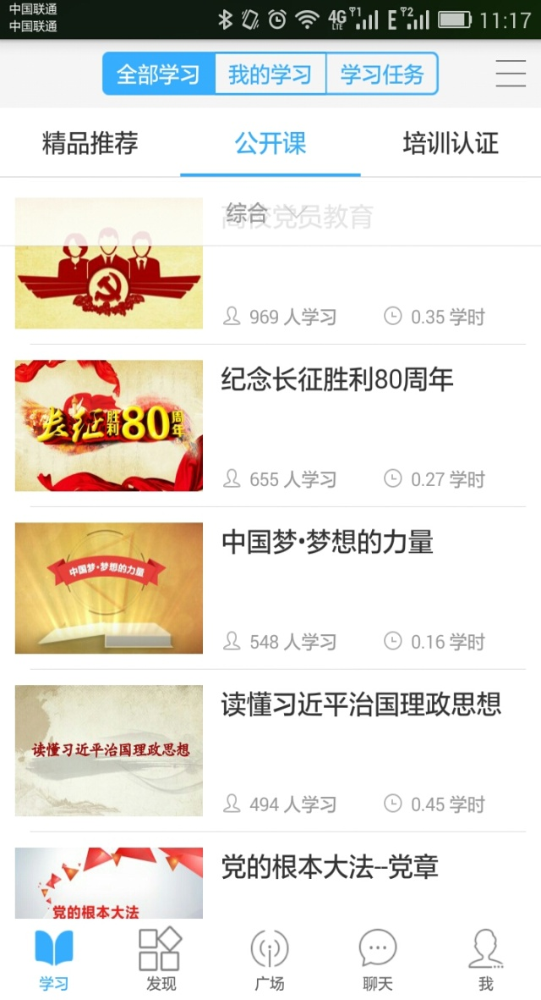 中国联通
中国联通
4G LTE 1 E 2 11:17
全部学习 我的学习 学习任务
精品推荐 公开课 培训认证
综合
高校党员教育
969 人学习 0.35 学时
纪念长征胜利80周年
长征胜利80周年
655 人学习 0.27 学时
中国梦•梦想的力量
中国梦•梦想的力量
548 人学习 0.16 学时
读懂习近平治国理政思想
读懂习近平治国理政思想
494 人学习 0.45 学时
党的根本大法--党章
党的根本大法
学习 发现 广场 聊天 我